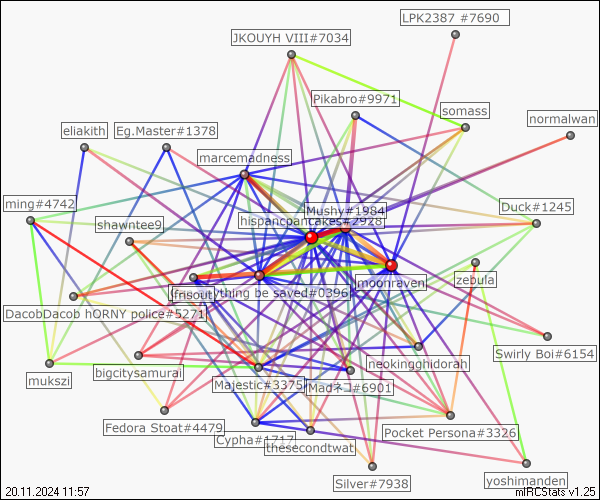 LPK2387 #7690
JKOUYH VIII#7034
Pikabro#9971
somass
normalwan
eliakith
Eg.Master#1378
marcemadness
ming#4742
Mushy#1984
Duck#1245
shawntee9
hispancoancakes#2928
moonraven
zebula
frisout
ything be saved#0396
DacobDacob hORNY police#5271
Swirly Boi#6154
mukszi
bigcitysamurai
neokingghidorah
Majestic#3375
Madネコ#6901
Fedora Stoat#4479
Cypha#1717
thesecondtwat
Pocket Persona#3326
Silver#7938
yoshimanden
20.11.2024 11:57
mIRCStats v1.25